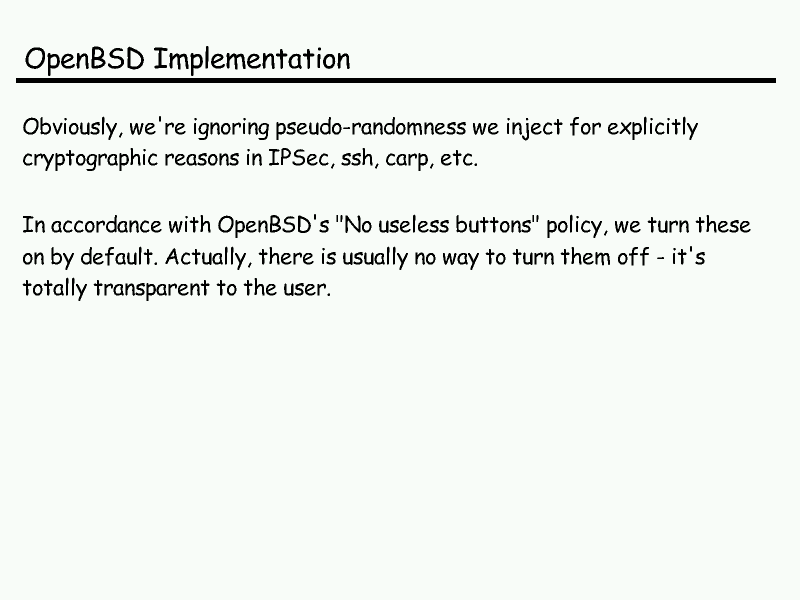 OpenBSD Implementation
Obviously, we're ignoring pseudo-randomness we inject for explicitly
cryptographic reasons in IPSec, ssh, carp, etc.
In accordance with OpenBSD's "No useless buttons" policy, we turn these
on by default. Actually, there is usually no way to turn them off - it's
totally transparent to the user.